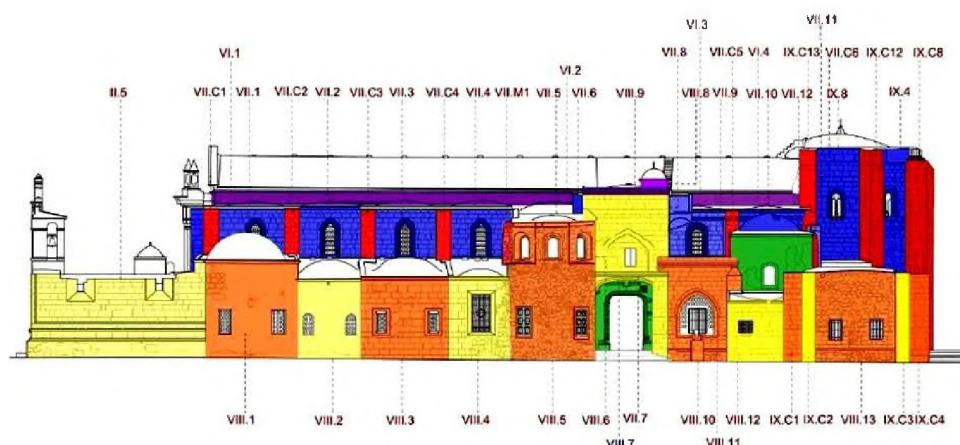 VII.11
VI.3
VI.1 VII.8 VII.C5 VI.4 IX.C13 VII.C6 IX.C12 IX.C8
VI.2
II.5 VII.C1 VII.1 VII.C2 VII.2 VII.C3 VII.3 VII.C4 VII.4 VII.M1 VII.5 VII.6 VIII.9 VIII.8 VII.9 VII.10 VII.12 IX.8 IX.4
VIII.1 VIII.2 VIII.3 VIII.4 VIII.5 VIII.6 VII.7 VIII.10 VIII.12 IX.C1 IX.C2 VIII.13 IX.C3 IX.C4
VIII.7 VIII.11